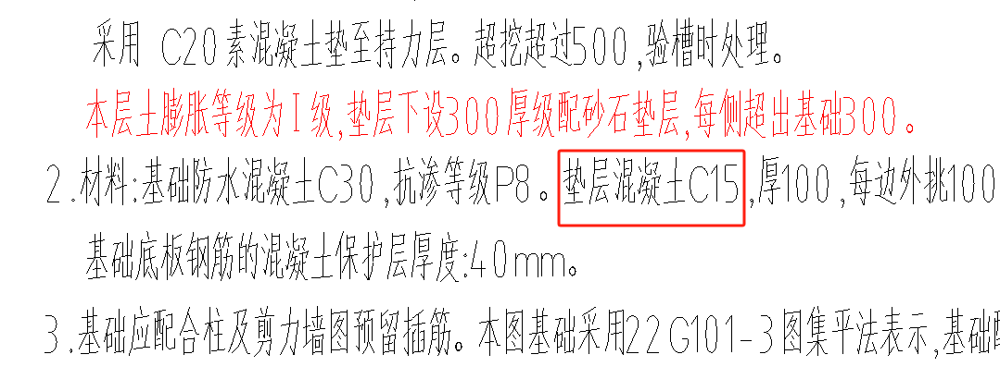 采用 C20素混凝土垫至持力层。超挖超过500,验槽时处理。
本层土膨胀等级为Ⅰ级,垫层下设300厚级配砂石垫层,每侧超出基础300。
2.材料:基础防水混凝土C30,抗渗等级P8。垫层混凝土C15,厚100,每边外挑100
基础底板钢筋的混凝土保护层厚度:40mm。
3.基础应配合柱及剪力墙图预留插筋。本图基础采用22G101-3图集平法表示,基础配